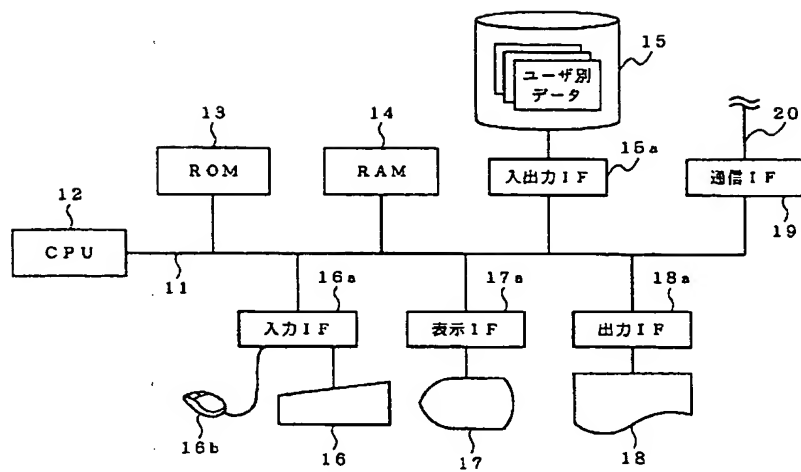 15
ユーザ別
データ
13
14
20
ROM
RAM
15a
入出力IF
通信IF
12
19
CPU
11
16a
17a
18a
入力IF
表示IF
出力IF
16b
16
17
18